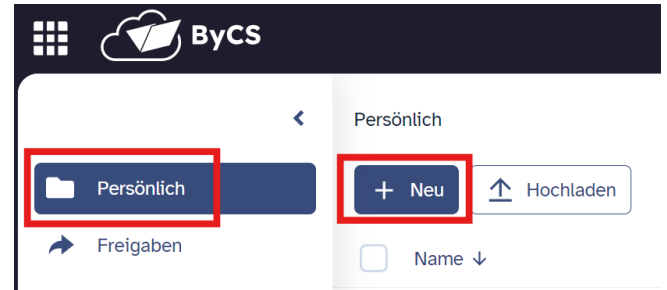 ByCS
Persönlich
Persönlich
Neu
Hochladen
Freigaben
Name